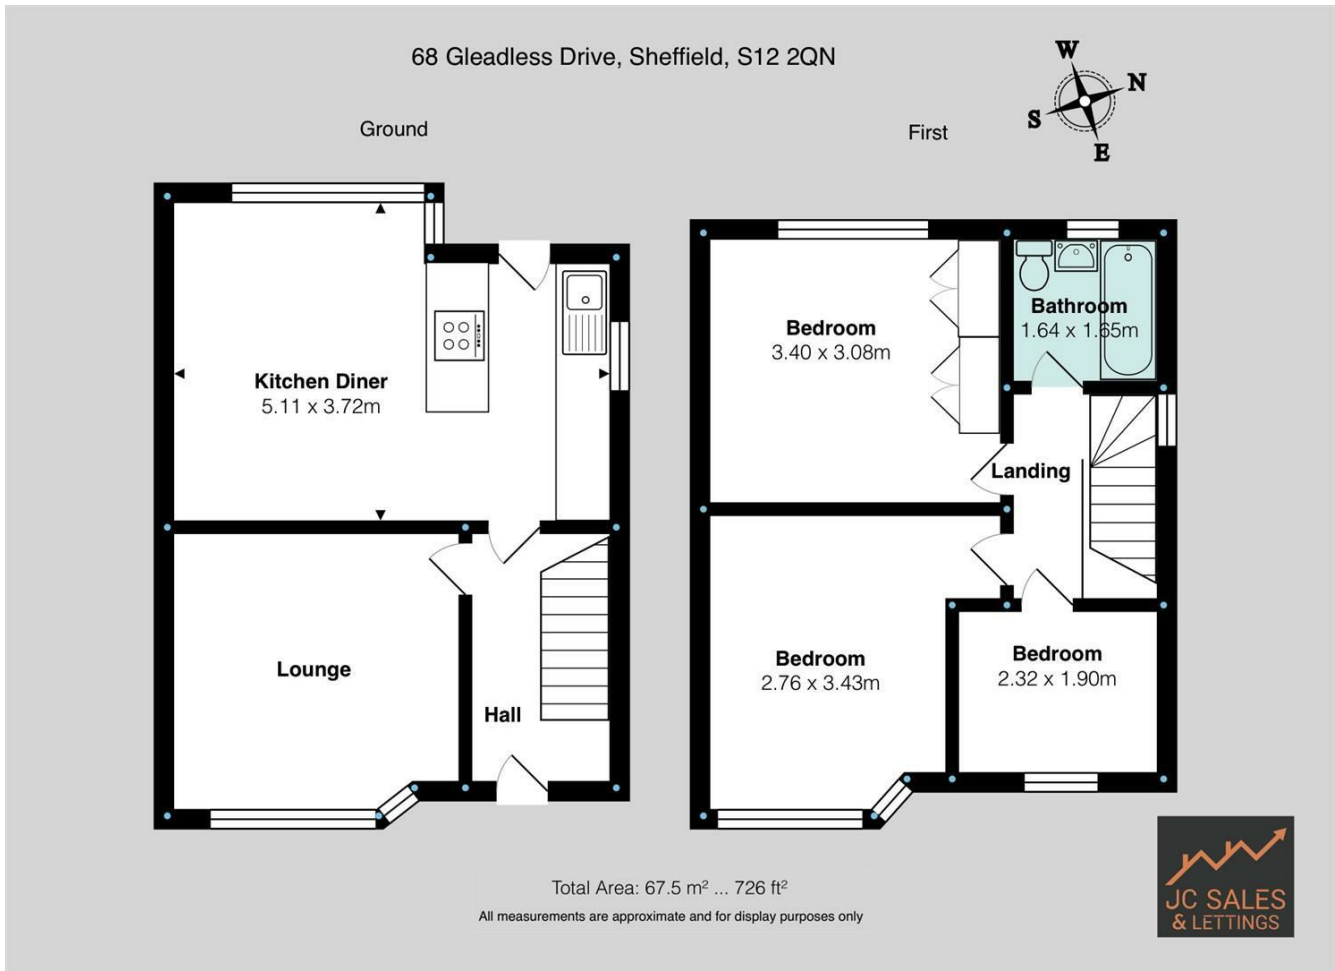 68 Gleadless Drive, Sheffield, S12 2QN
W
N
S
E
Ground
First
Kitchen Diner
5.11 x 3.72m
Lounge
Hall
Bedroom
3.40 x 3.08m
Bathroom
1.64 x 1.65m
Landing
Bedroom
2.76 x 3.43m
Bedroom
2.32 x 1.90m
Total Area: 67.5 m² ... 726 ft²
All measurements are approximate and for display purposes only
JC SALES
& LETTINGS